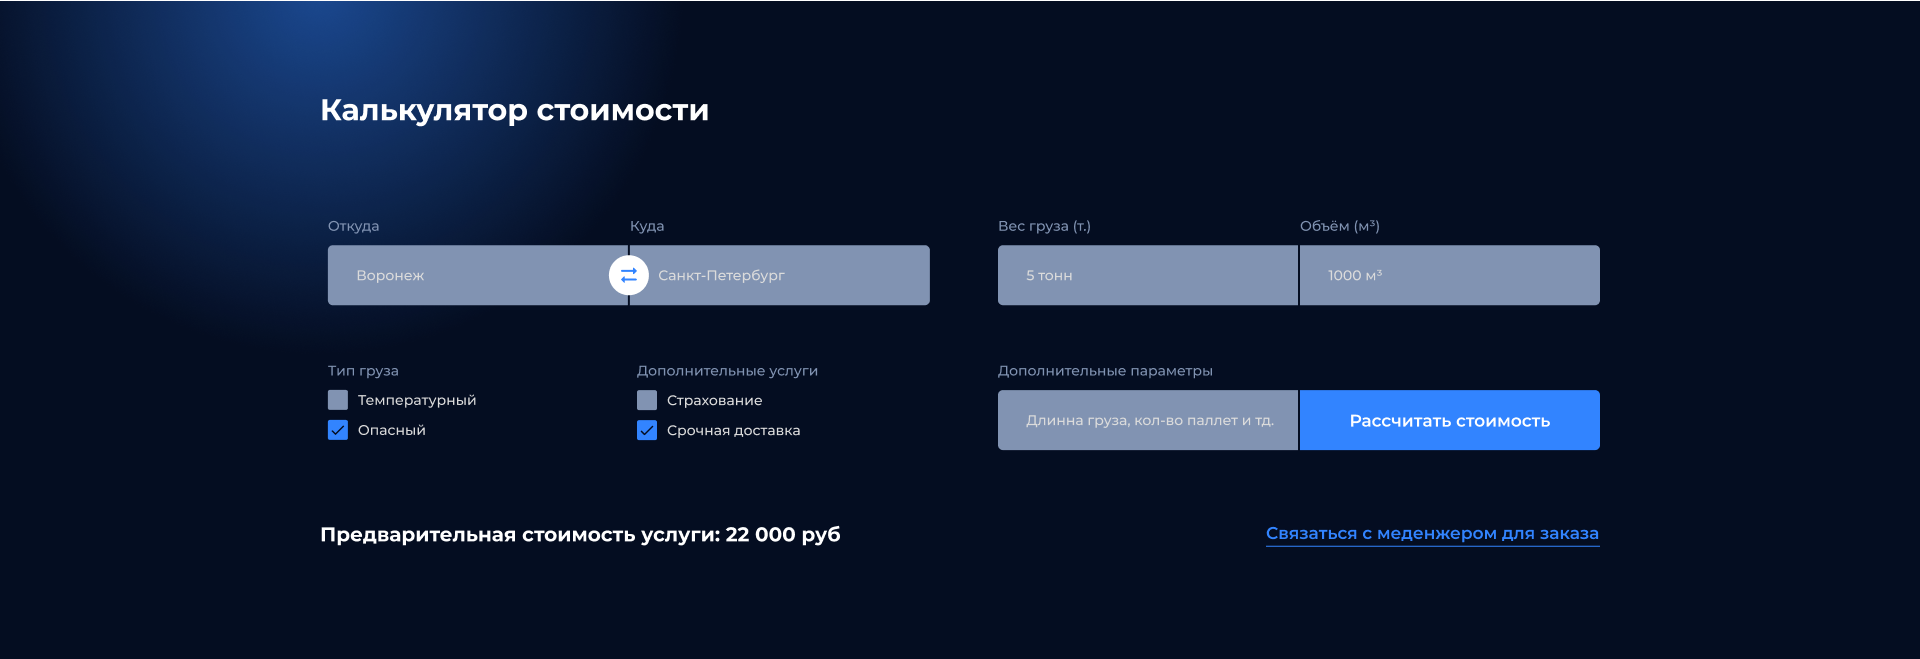 Калькулятор стоимости
Откуда
Куда
Вес груза (т.)
Объём (м³)
Воронеж
Санкт-Петербург
5 тонн
1000 м³
Тип груза
Дополнительные услуги
Дополнительные параметры
Температурный
Страхование
Длинна груза, кол-во паллет и тд.
Рассчитать стоимость
Опасный
Срочная доставка
Предварительная стоимость услуги: 22 000 руб
Связаться с меденжером для заказа